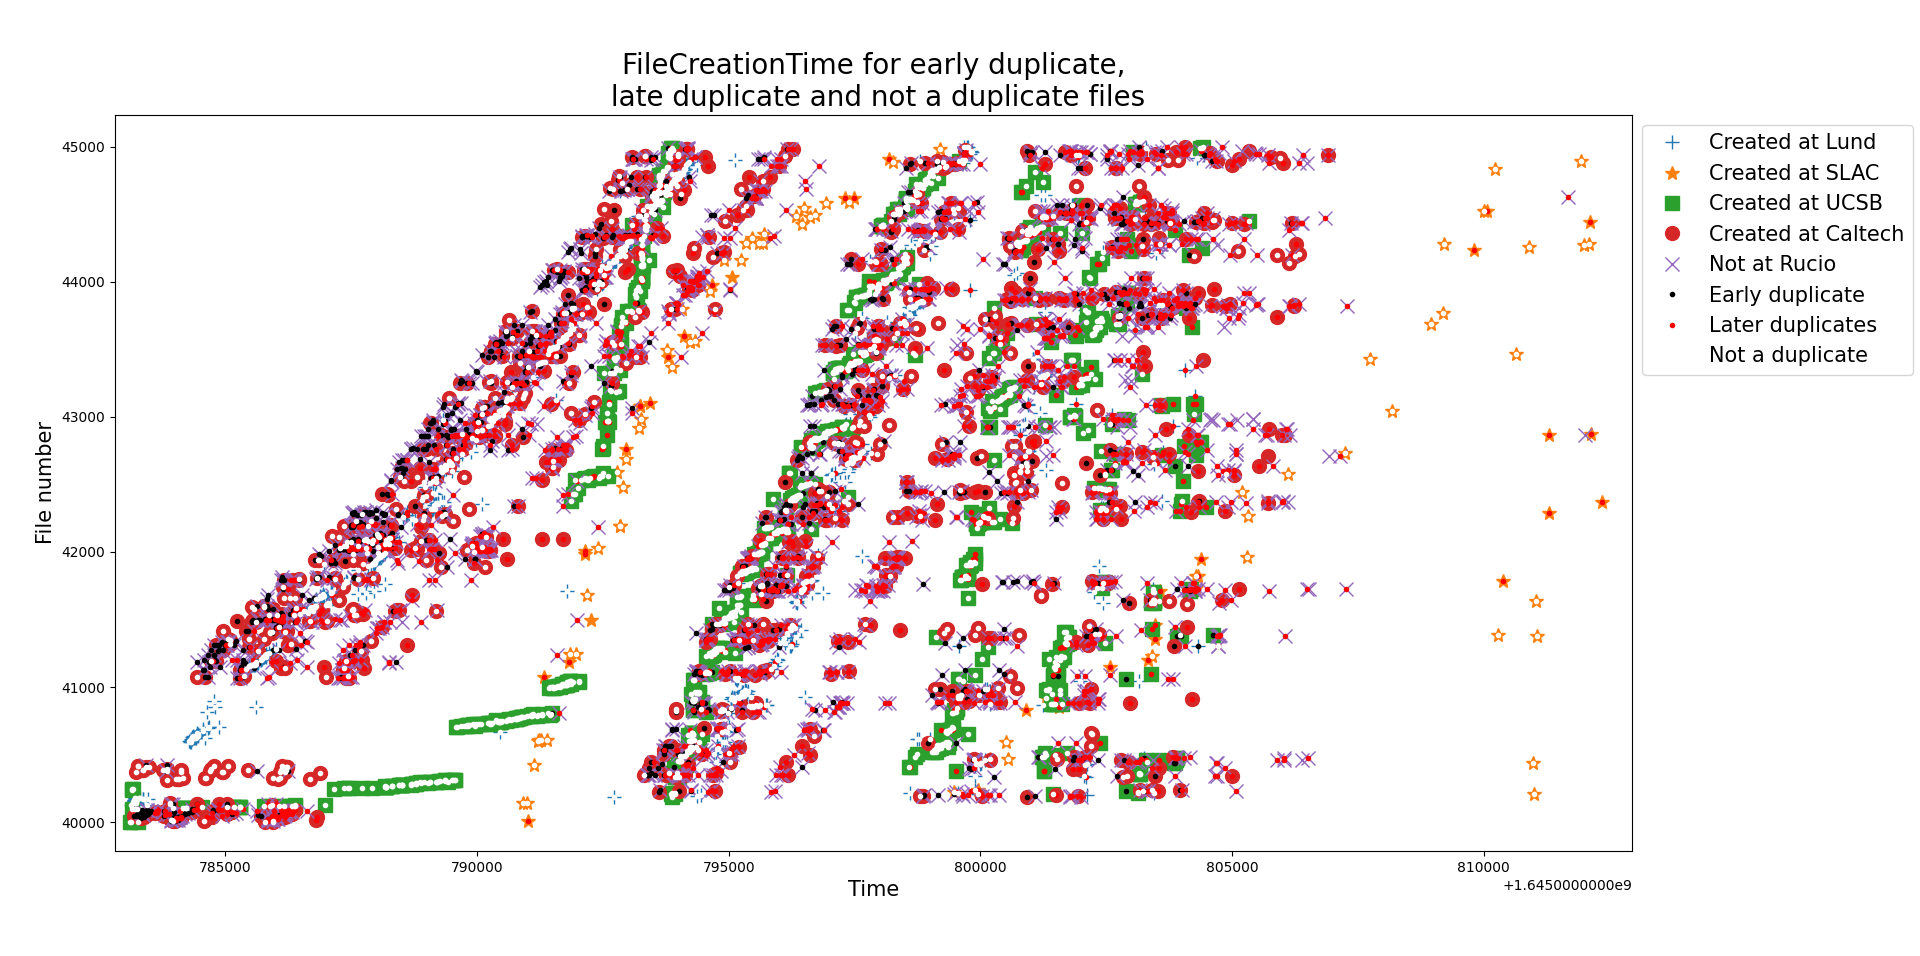 FileCreationTime for early duplicate,
late duplicate and not a duplicate files
45000
44000
43000
42000
41000
40000
File number
785000
790000
795000
800000
805000
810000
+1.6450000000e9
Time
Created at Lund
Created at SLAC
Created at UCSB
Created at Caltech
Not at Rucio
Early duplicate
Later duplicates
Not a duplicate